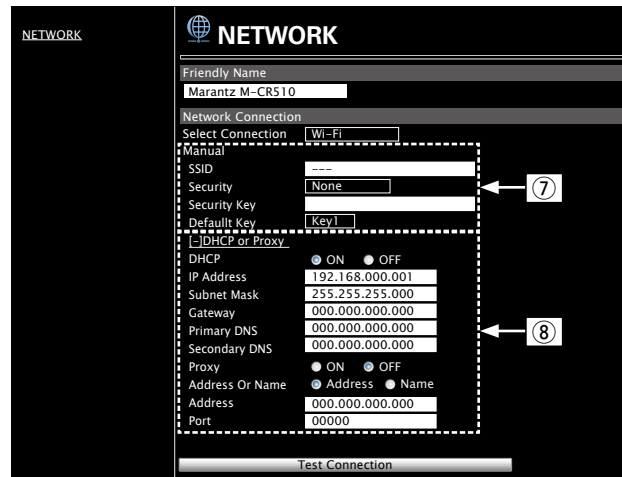 NETWORK
NETWORK
Friendly Name
Marantz M-CR510
Network Connection
Select Connection Wi-Fi
Manual
SSID ---
Security None
Security Key
Defaullt Key Key1
⑦
[-]DHCP or Proxy
DHCP ON OFF
IP Address 192.168.000.001
Subnet Mask 255.255.255.000
Gateway 000.000.000.000
Primary DNS 000.000.000.000
Secondary DNS 000.000.000.000
⑧
Proxy ON OFF
Address Or Name Address Name
Address 000.000.000.000
Port 00000
Test Connection